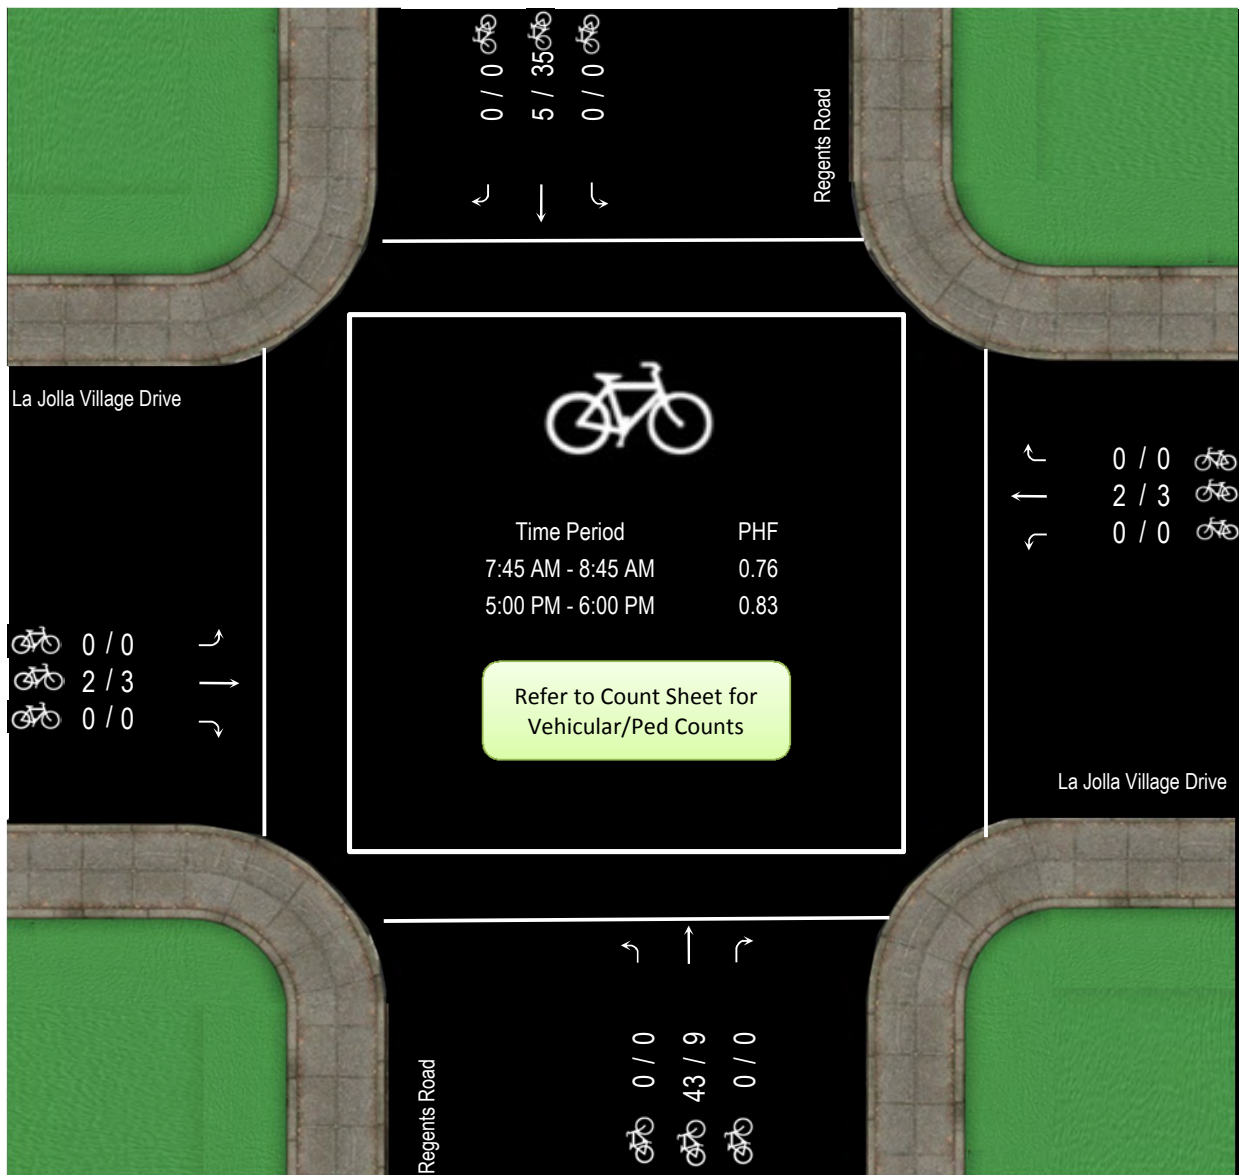 0 / 0
5 / 35
0 / 0
Regents Road
La Jolla Village Drive
0 / 0
2 / 3
0 / 0
Time Period PHF
7:45 AM - 8:45 AM 0.76
5:00 PM - 6:00 PM 0.83
0 / 0
2 / 3
0 / 0
Refer to Count Sheet for
Vehicular/Ped Counts
La Jolla Village Drive
Regents Road
0 / 0
43 / 9
0 / 0